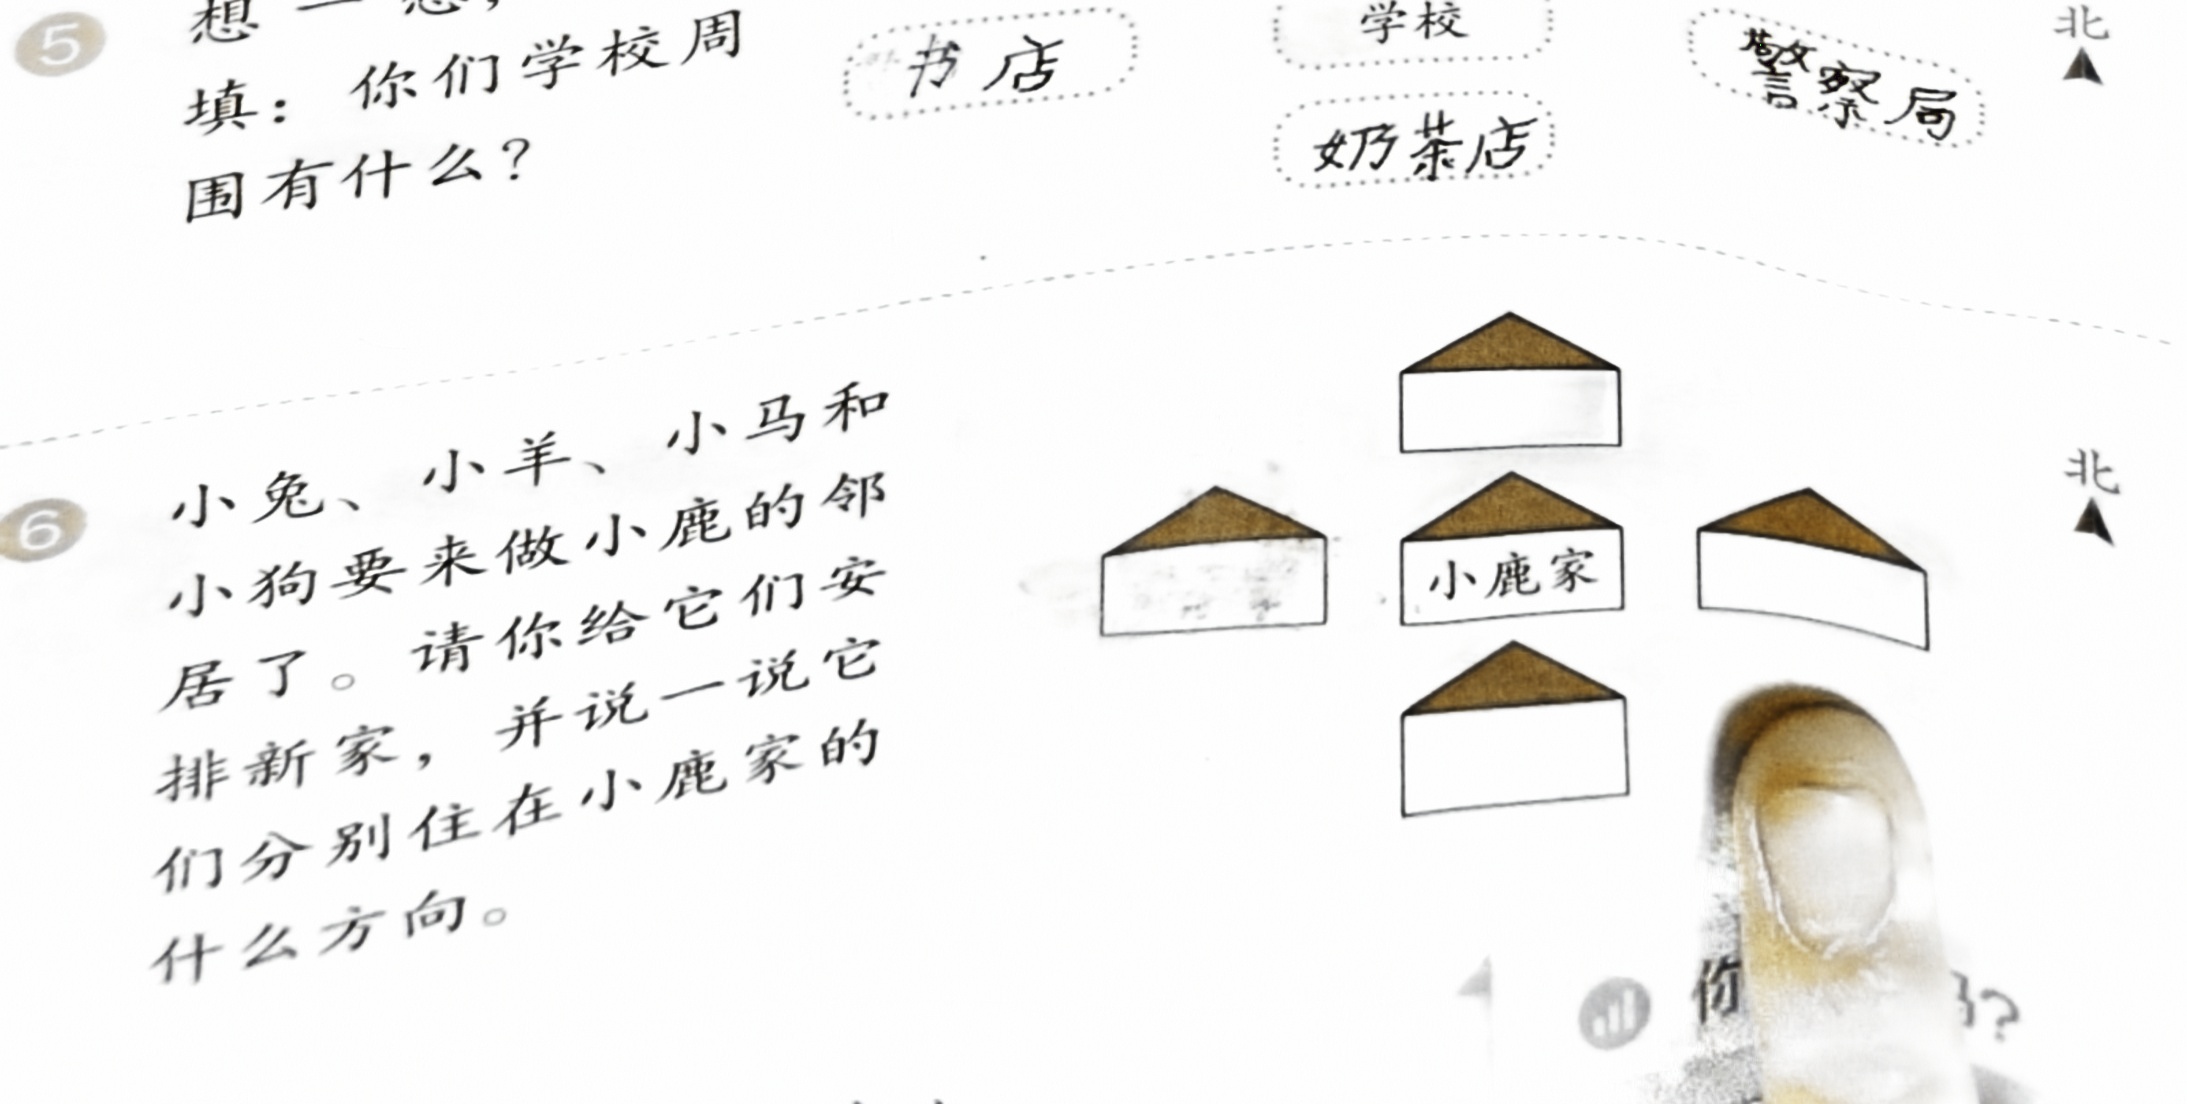 5
想一想，
填：你们学校周
围有什么？
书店
学校
奶茶店
警察局
北
6
小兔、小羊、小马和
小狗要来做小鹿的邻
居了。请你给它们安
排新家，并说一说它
们分别住在小鹿家的
什么方向。
小鹿家
北
你
？